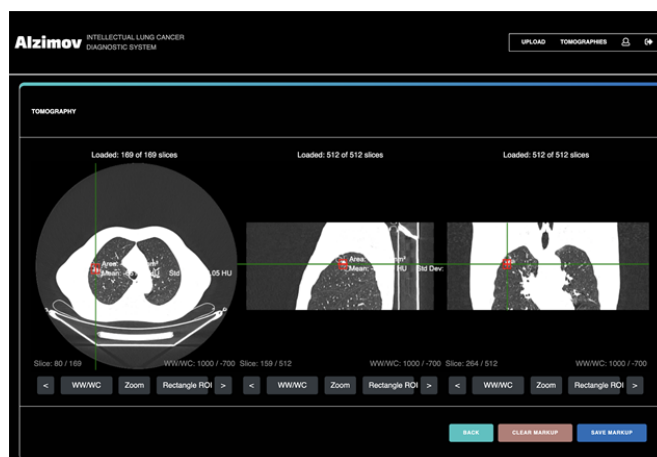 Alzimov
INTELLECTUAL LUNG CANCER
DIAGNOSTIC SYSTEM
UPLOAD TOMOGRAPHIES
TOMOGRAPHY
Loaded: 169 of 169 slices
Loaded: 512 of 512 slices
Loaded: 512 of 512 slices
Area: mm²
Mean: Std .05 HU
Area: mm²
Mean: HU Std Dev:
Slice: 80 / 169 WW/WC: 1000 / -700
Slice: 159 / 512 WW/WC: 1000 / -700
Slice: 264 / 512 WW/WC: 1000 / -700
< WW/WC Zoom Rectangle ROI >
< WW/WC Zoom Rectangle ROI >
< WW/WC Zoom Rectangle ROI >
BACK CLEAR MARKUP SAVE MARKUP